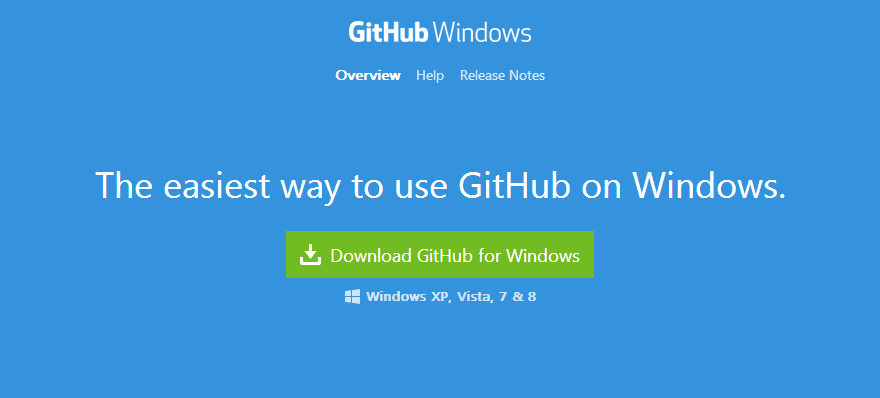 GitHub Windows
Overview Help Release Notes
The easiest way to use GitHub on Windows.
Download GitHub for Windows
Windows XP, Vista, 7 & 8